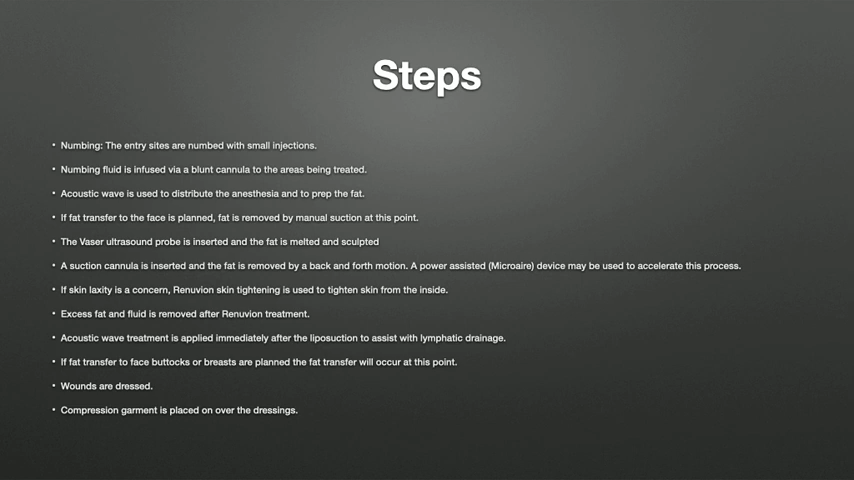 Steps
• Numbing: The entry sites are numbed with small injections.
• Numbing fluid is infused via a blunt cannula to the areas being treated.
• Acoustic wave is used to distribute the anesthesia and to prep the fat.
• If fat transfer to the face is planned, fat is removed by manual suction at this point.
• The Vaser ultrasound probe is inserted and the fat is melted and sculpted
• A suction cannula is inserted and the fat is removed by a back and forth motion. A power assisted (Microaire) device may be used to accelerate this process.
• If skin laxity is a concern, Renuvion skin tightening is used to tighten skin from the inside.
• Excess fat and fluid is removed after Renuvion treatment.
• Acoustic wave treatment is applied immediately after the liposuction to assist with lymphatic drainage.
• If fat transfer to face buttocks or breasts are planned the fat transfer will occur at this point.
• Wounds are dressed.
• Compression garment is placed on over the dressings.